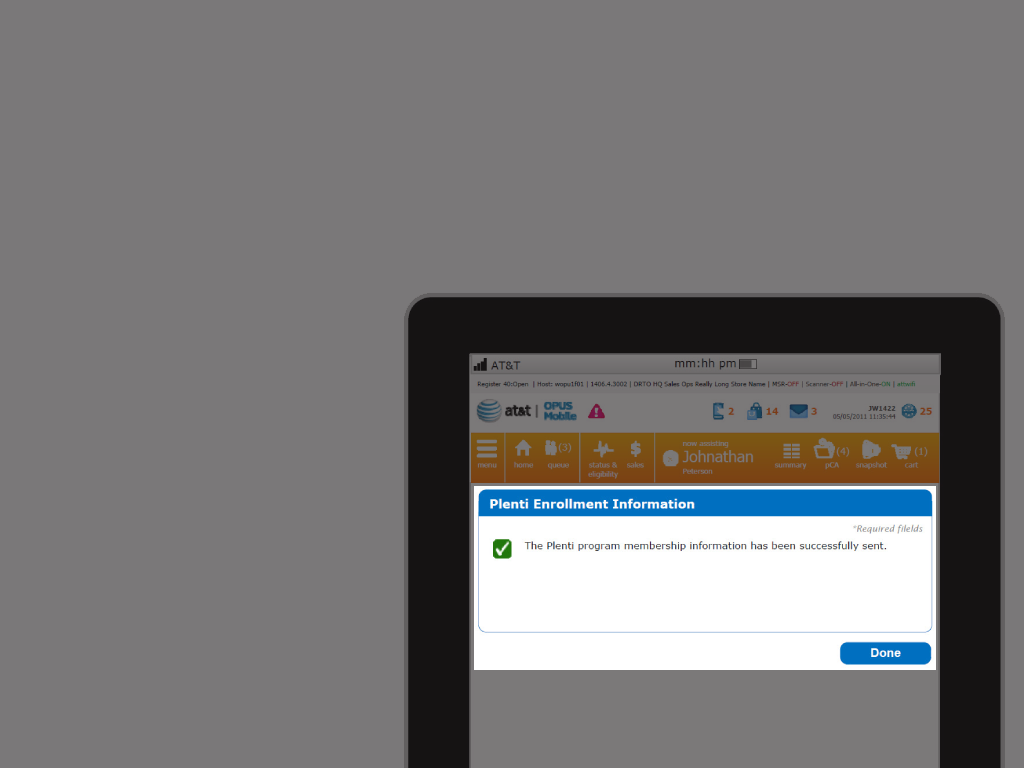 AT&T mm:hh pm
Register 40:Open | Host: wopu1f01 | 1406.4.3002 | DRTO HQ Sales Ops Really Long Store Name | MSR-OFF | Scanner-OFF | All-in-One-ON | attosh
at&t | OPUS Mobile 2 14 3 JW1422 05/05/2011 11:35:44 25
menu home queue (3) status & eligibility sales now assisting Johnathan Peterson summary pCA (4) snapshot cart (1)
Plenti Enrollment Information
*Required filelds
The Plenti program membership information has been successfully sent.
Done